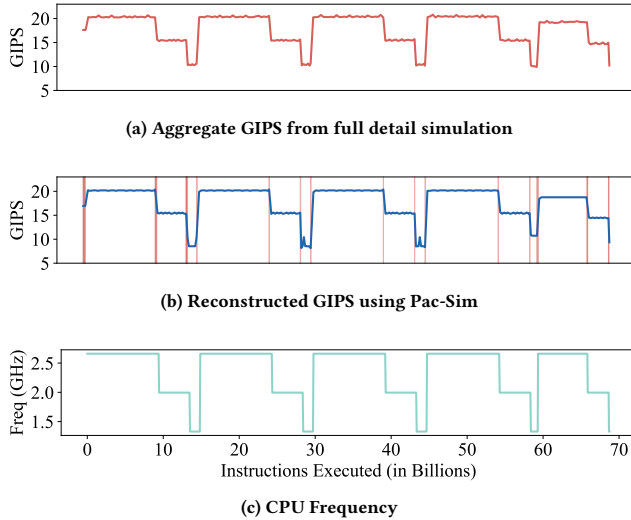 20
15
10
5
GIPS
(a) Aggregate GIPS from full detail simulation
20
15
10
5
GIPS
(b) Reconstructed GIPS using Pac-Sim
2.5
2.0
1.5
Freq (GHz)
0 10 20 30 40 50 60 70
Instructions Executed (in Billions)
(c) CPU Frequency